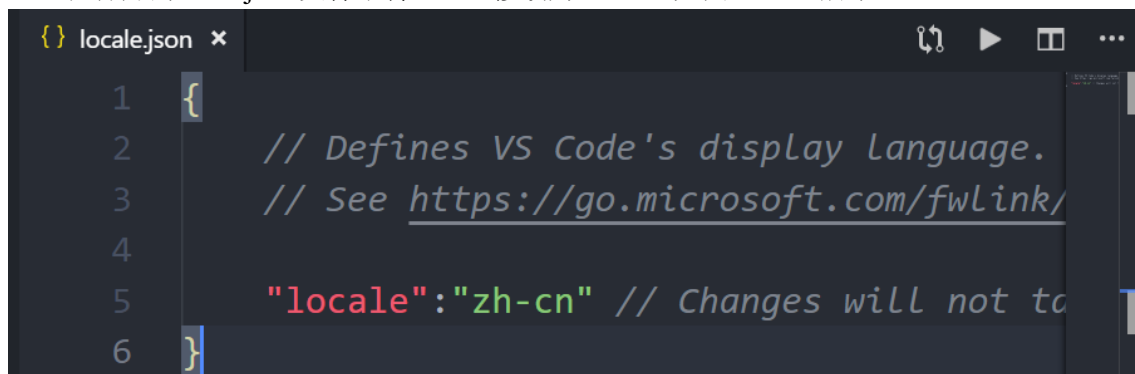 { } locale.json ×
1 {
2 // Defines VS Code's display language.
3 // See https://go.microsoft.com/fwlink/
4
5 "locale":"zh-cn" // Changes will not ta
6 }